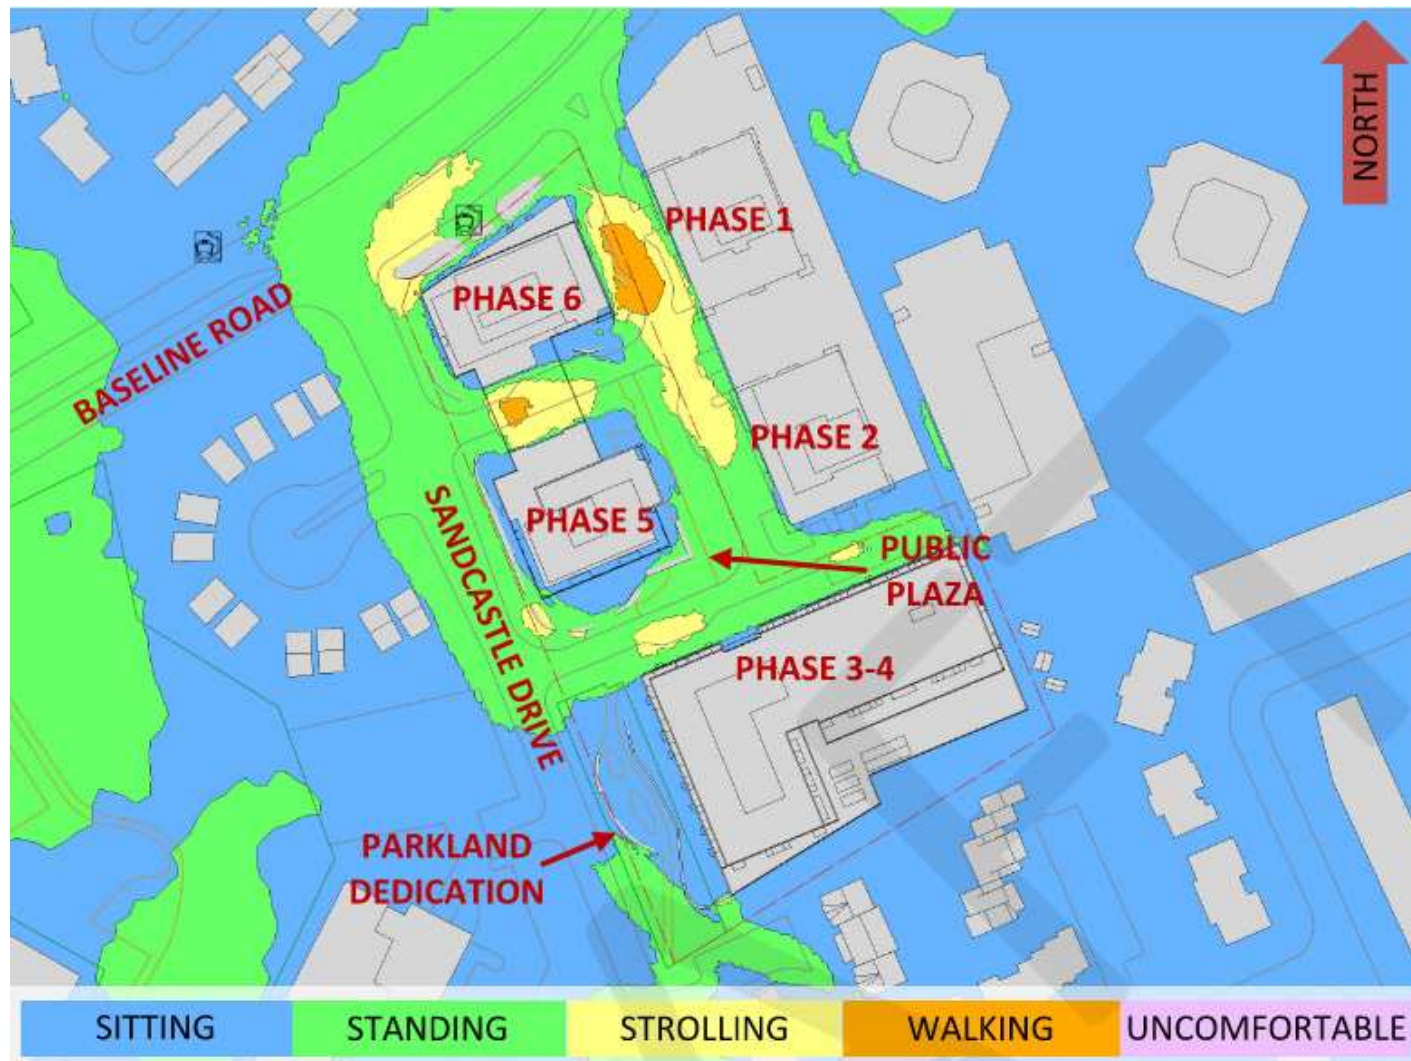 NORTH
PHASE 1
PHASE 6
BASELINE ROAD
PHASE 2
PHASE 5
SANDCASTLE DRIVE
PUBLIC
PLAZA
PHASE 3-4
PARKLAND
DEDICATION
SITTING
STANDING
STROLLING
WALKING
UNCOMFORTABLE